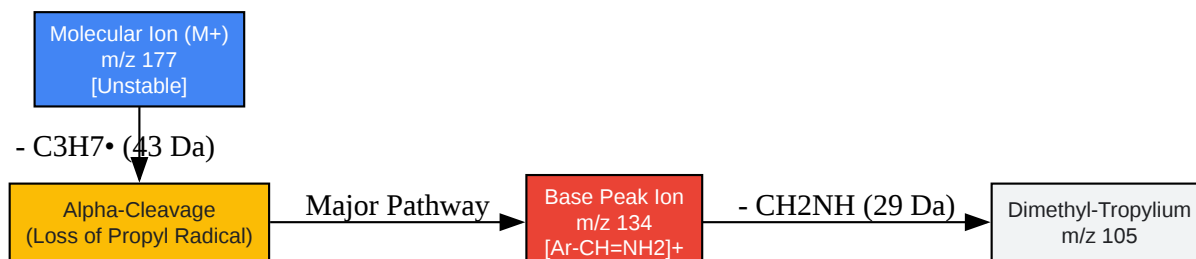 Molecular Ion (M+)
m/z 177
[Unstable]
- C3H7• (43 Da)
Alpha-Cleavage
(Loss of Propyl Radical)
Major Pathway
Base Peak Ion
m/z 134
[Ar-CH=NH2]+
- CH2NH (29 Da)
Dimethyl-Tropylium
m/z 105